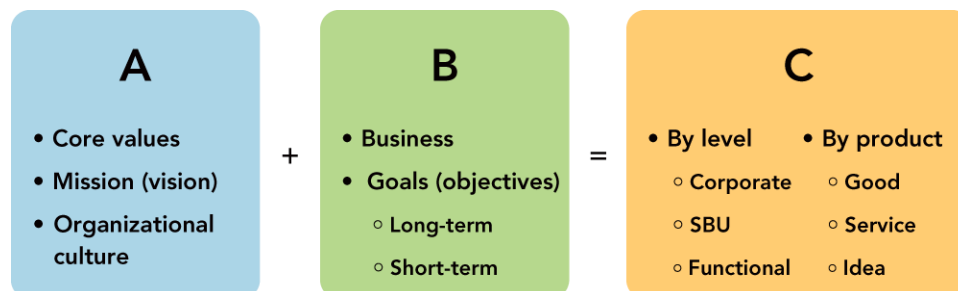 A
• Core values
• Mission (vision)
• Organizational
culture
+
B
• Business
• Goals (objectives)
○ Long-term
○ Short-term
=
C
• By level
○ Corporate
○ SBU
○ Functional
• By product
○ Good
○ Service
○ Idea